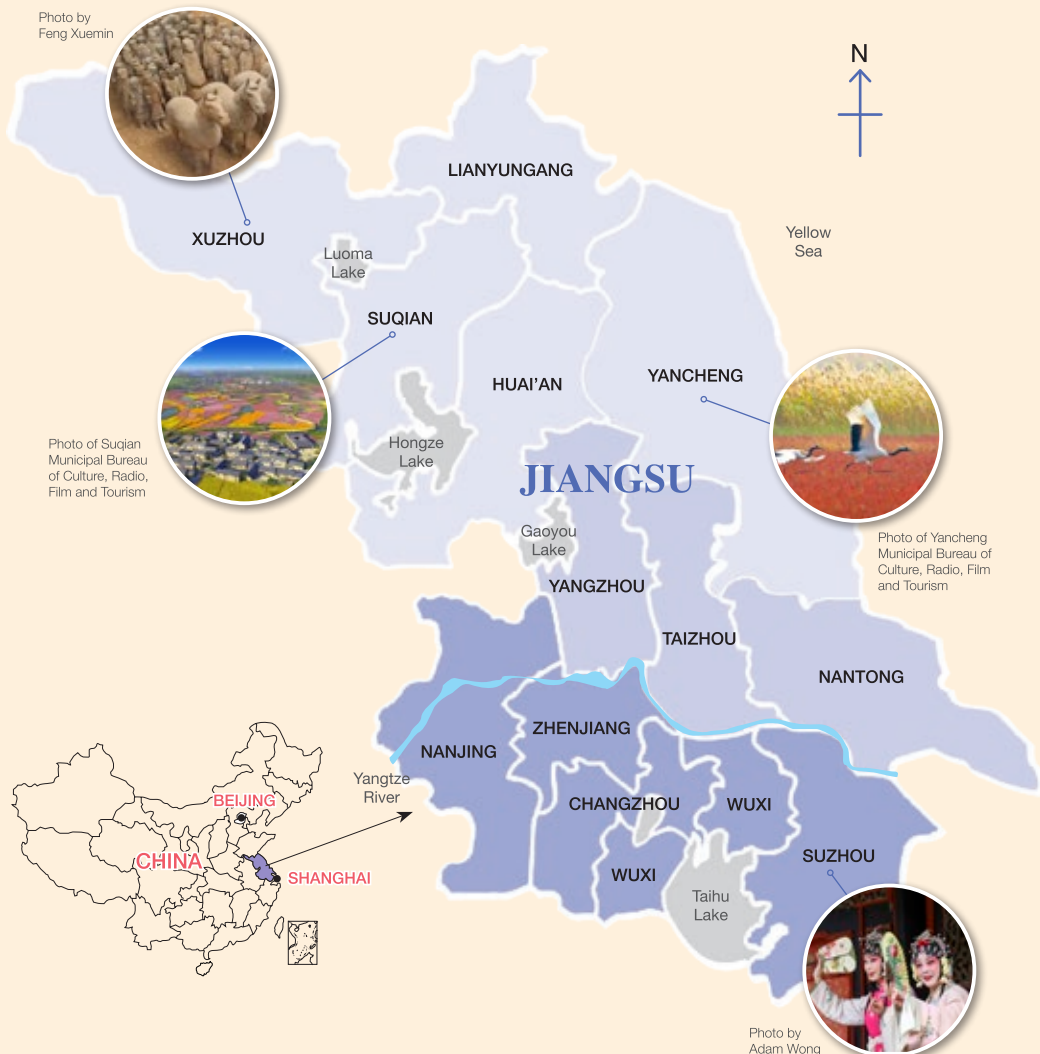 Photo by
Feng Xuemin
N
LIANYUNGANG
Yellow
Sea
XUZHOU
Luoma
Lake
SUQIAN
HUAI’AN
YANCHENG
Photo of Suqian
Municipal Bureau
of Culture, Radio,
Film and Tourism
Hongze
Lake
JIANGSU
Gaoyou
Lake
Photo of Yancheng
Municipal Bureau of
Culture, Radio, Film
and Tourism
YANGZHOU
TAIZHOU
NANTONG
ZHENJIANG
NANJING
Yangtze
River
CHANGZHOU
WUXI
BEIJING
CHINA
SHANGHAI
SUZHOU
WUXI
Taihu
Lake
Photo by
Adam Wong